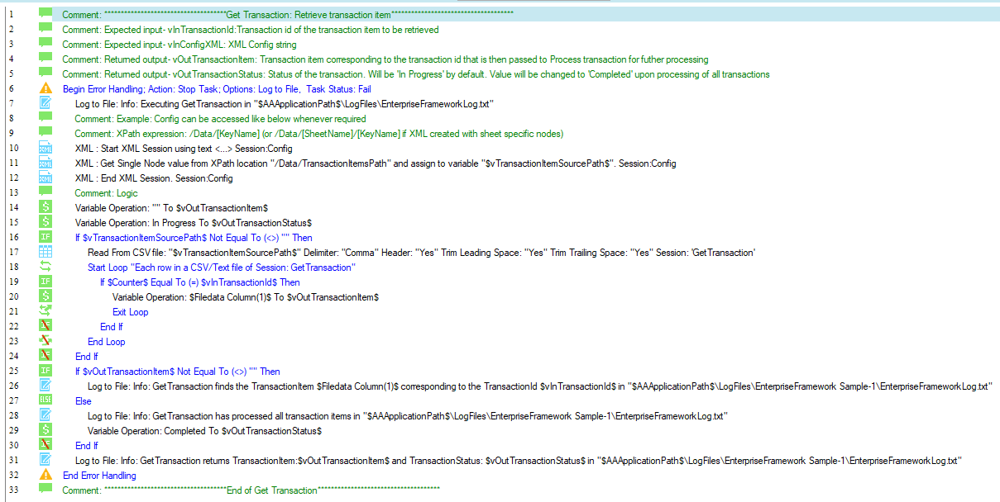 1 Comment: *************************************Get Transaction: Retrieve transaction item*************************************
2 Comment: Expected input- vInTransactionId:Transaction id of the transaction item to be retrieved
3 Comment: Expected input- vInConfigXML: XML Config string
4 Comment: Returned output- vOutTransactionItem: Transaction item corresponding to the transaction id that is then passed to Process transaction for futher processing
5 Comment: Returned output- vOutTransactionStatus: Status of the transaction. Will be 'In Progress' by default. Value will be changed to 'Completed' upon processing of all transactions
6 Begin Error Handling; Action: Stop Task; Options: Log to File, Task Status: Fail
7 Log to File: Info: Executing GetTransaction in "$AAApplicationPath$\LogFiles\EnterpriseFrameworkLog.txt"
8 Comment: Example: Config can be accessed like below whenever required
9 Comment: XPath expression: /Data/[KeyName] (or /Data/[SheetName]/[KeyName] if XML created with sheet specific nodes)
10 XML XML : Start XML Session using text <...> Session:Config
11 XML XML : Get Single Node value from XPath location "/Data/TransactionItemsPath" and assign to variable "$vTransactionItemSourcePath$". Session:Config
12 XML XML : End XML Session. Session:Config
13 Comment: Logic
14 $ Variable Operation: "" To $vOutTransactionItem$
15 $ Variable Operation: In Progress To $vOutTransactionStatus$
16 IF If $vTransactionItemSourcePath$ Not Equal To (<>) "" Then
17 Read From CSV file: "$vTransactionItemSourcePath$" Delimiter: "Comma" Header: "Yes" Trim Leading Space: "Yes" Trim Trailing Space: "Yes" Session: 'GetTransaction'
18 Start Loop "Each row in a CSV/Text file of Session: GetTransaction"
19 IF If $Counter$ Equal To (=) $vInTransactionId$ Then
20 $ Variable Operation: $Filedata Column(1)$ To $vOutTransactionItem$
21 Exit Loop
22 IF End If
23 End Loop
24 IF End If
25 IF If $vOutTransactionItem$ Not Equal To (<>) "" Then
26 Log to File: Info: GetTransaction finds the TransactionItem $Filedata Column(1)$ corresponding to the TransactionId $vInTransactionId$ in "$AAApplicationPath$\LogFiles\EnterpriseFramework Sample-1\EnterpriseFrameworkLog.txt"
27 ELSE Else
28 Log to File: Info: GetTransaction has processed all transaction items in "$AAApplicationPath$\LogFiles\EnterpriseFramework Sample-1\EnterpriseFrameworkLog.txt"
29 $ Variable Operation: Completed To $vOutTransactionStatus$
30 IF End If
31 Log to File: Info: GetTransaction returns TransactionItem:$vOutTransactionItem$ and TransactionStatus: $vOutTransactionStatus$ in "$AAApplicationPath$\LogFiles\EnterpriseFramework Sample-1\EnterpriseFrameworkLog.txt"
32 End Error Handling
33 Comment: *************************************End of Get Transaction*************************************